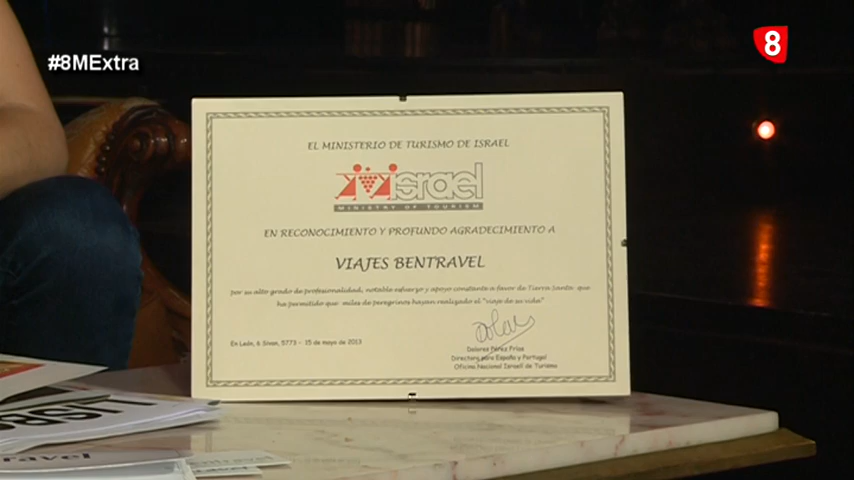 #8MExtra
8
EL MINISTERIO DE TURISMO DE ISRAEL
israel
MINISTRY OF TOURISM
EN RECONOCIMIENTO Y PROFUNDO AGRADECIMIENTO A
VIAJES BENTRAVEL
por su alto grado de profesionalidad, notable esfuerzo y apoyo constante a favor de Tierra Santa que
ha permitido que miles de peregrinos hayan realizado el "viaje de su vida"
En León, 6 Sivan, 5773 - 15 de mayo de 2013
Dolores Pérez Frías
Directora para España y Portugal
Oficina Nacional Israelí de Turismo